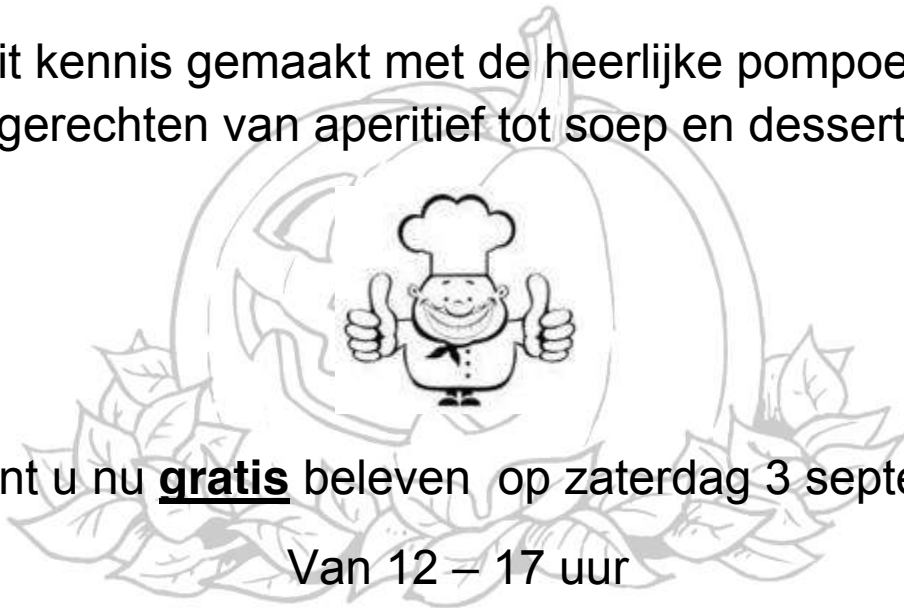 it kennis gemaakt met de heerlijke pompoe
gerechten van aperitief tot soep en dessert
nt u nu gratis beleven op zaterdag 3 septe
Van 12 – 17 uur